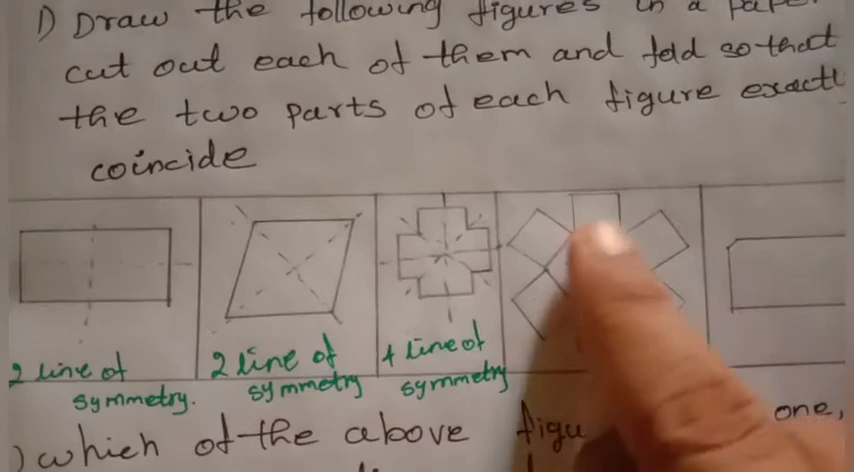 1) Draw the following figures in a
cut out each of them and fold so that
the two parts of each figure
coincide
2 line of
symmetry.
2 line of
symmetry
4 line of
symmetry
) which of the above one,